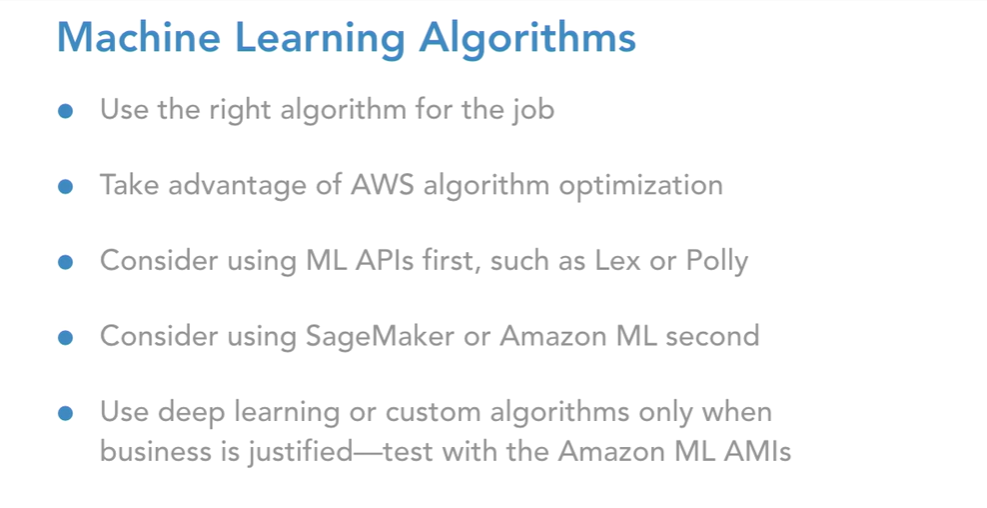 Machine Learning Algorithms
● Use the right algorithm for the job
● Take advantage of AWS algorithm optimization
● Consider using ML APIs first, such as Lex or Polly
● Consider using SageMaker or Amazon ML second
● Use deep learning or custom algorithms only when
business is justified—test with the Amazon ML AMIs